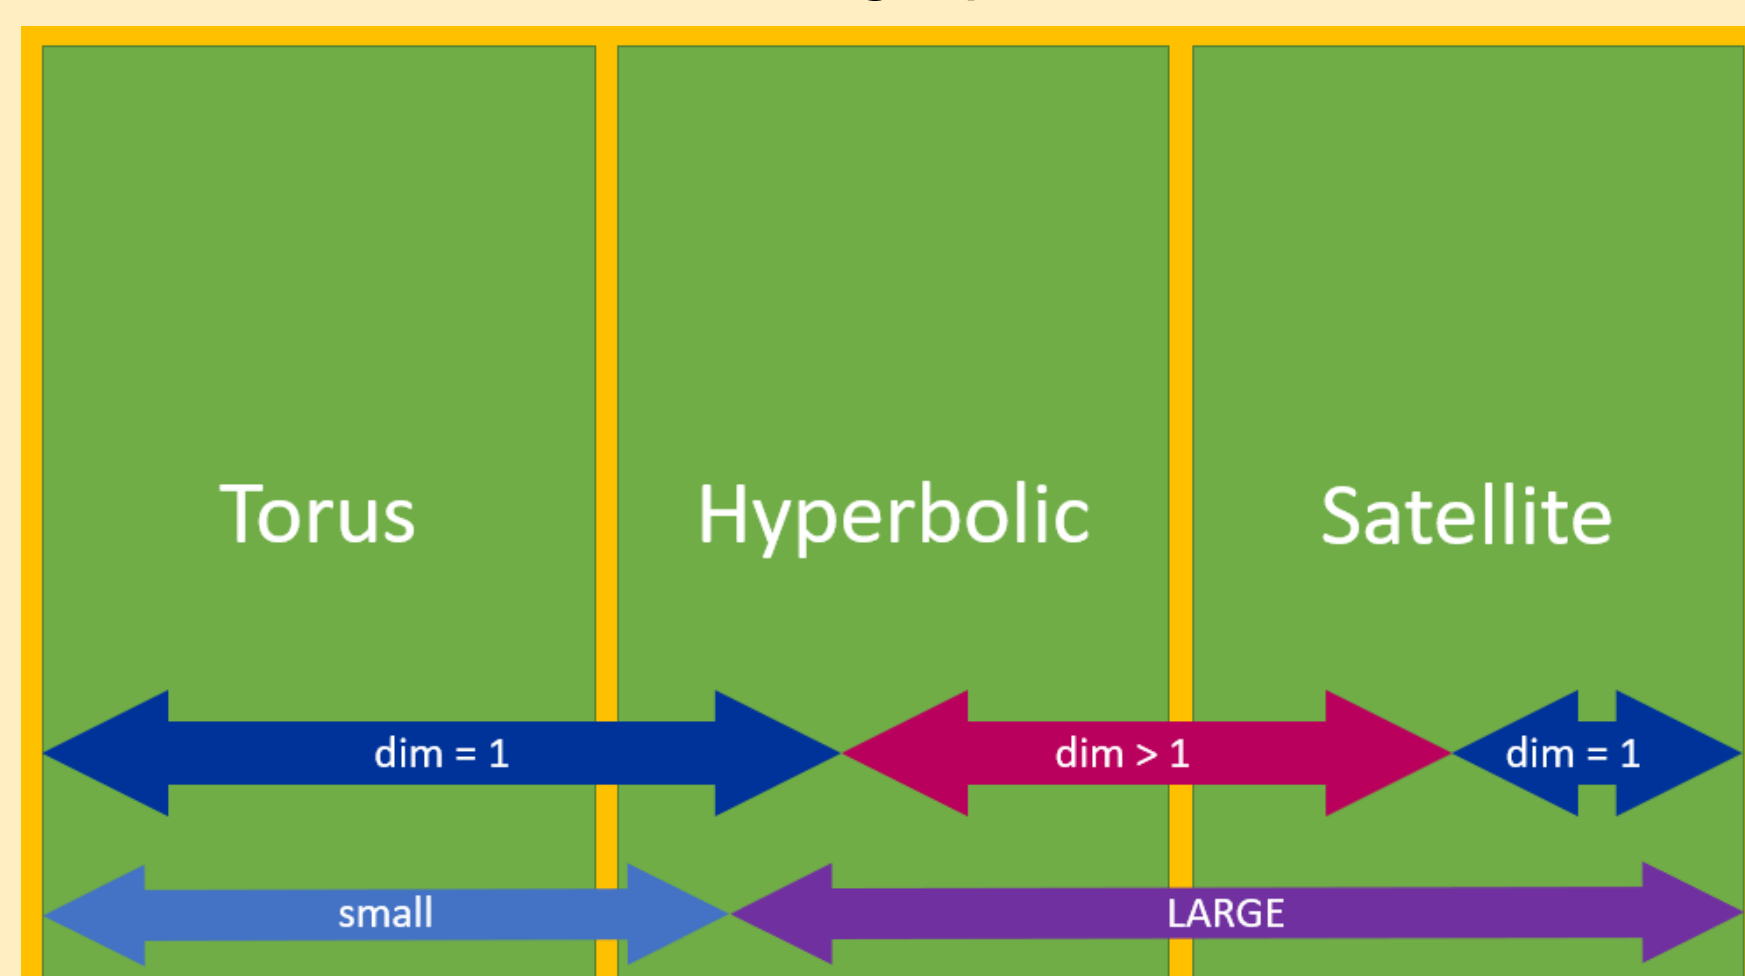 Torus
Hyperbolic
Satellite
dim = 1
dim > 1
dim = 1
small
LARGE